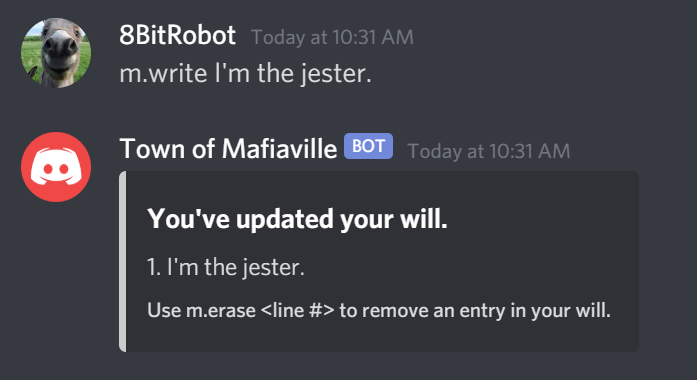 8BitRobot Today at 10:31 AM
m.write I'm the jester.
Town of Mafiaville BOT Today at 10:31 AM
You've updated your will.
1. I'm the jester.
Use m.erase <line #> to remove an entry in your will.